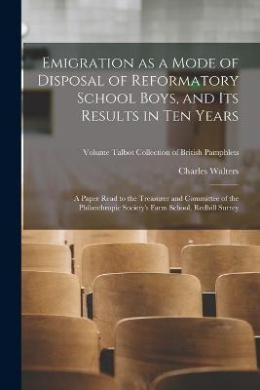 Emigration as a Mode of
Disposal of Reformatory
School Boys, and Its
Results in Ten Years
Volume Talbot Collection of British Pamphlets
Charles Walters
A Paper Read to the Treasurer and Committee of the
Philanthropic Society's Farm School, Redhill Surrey